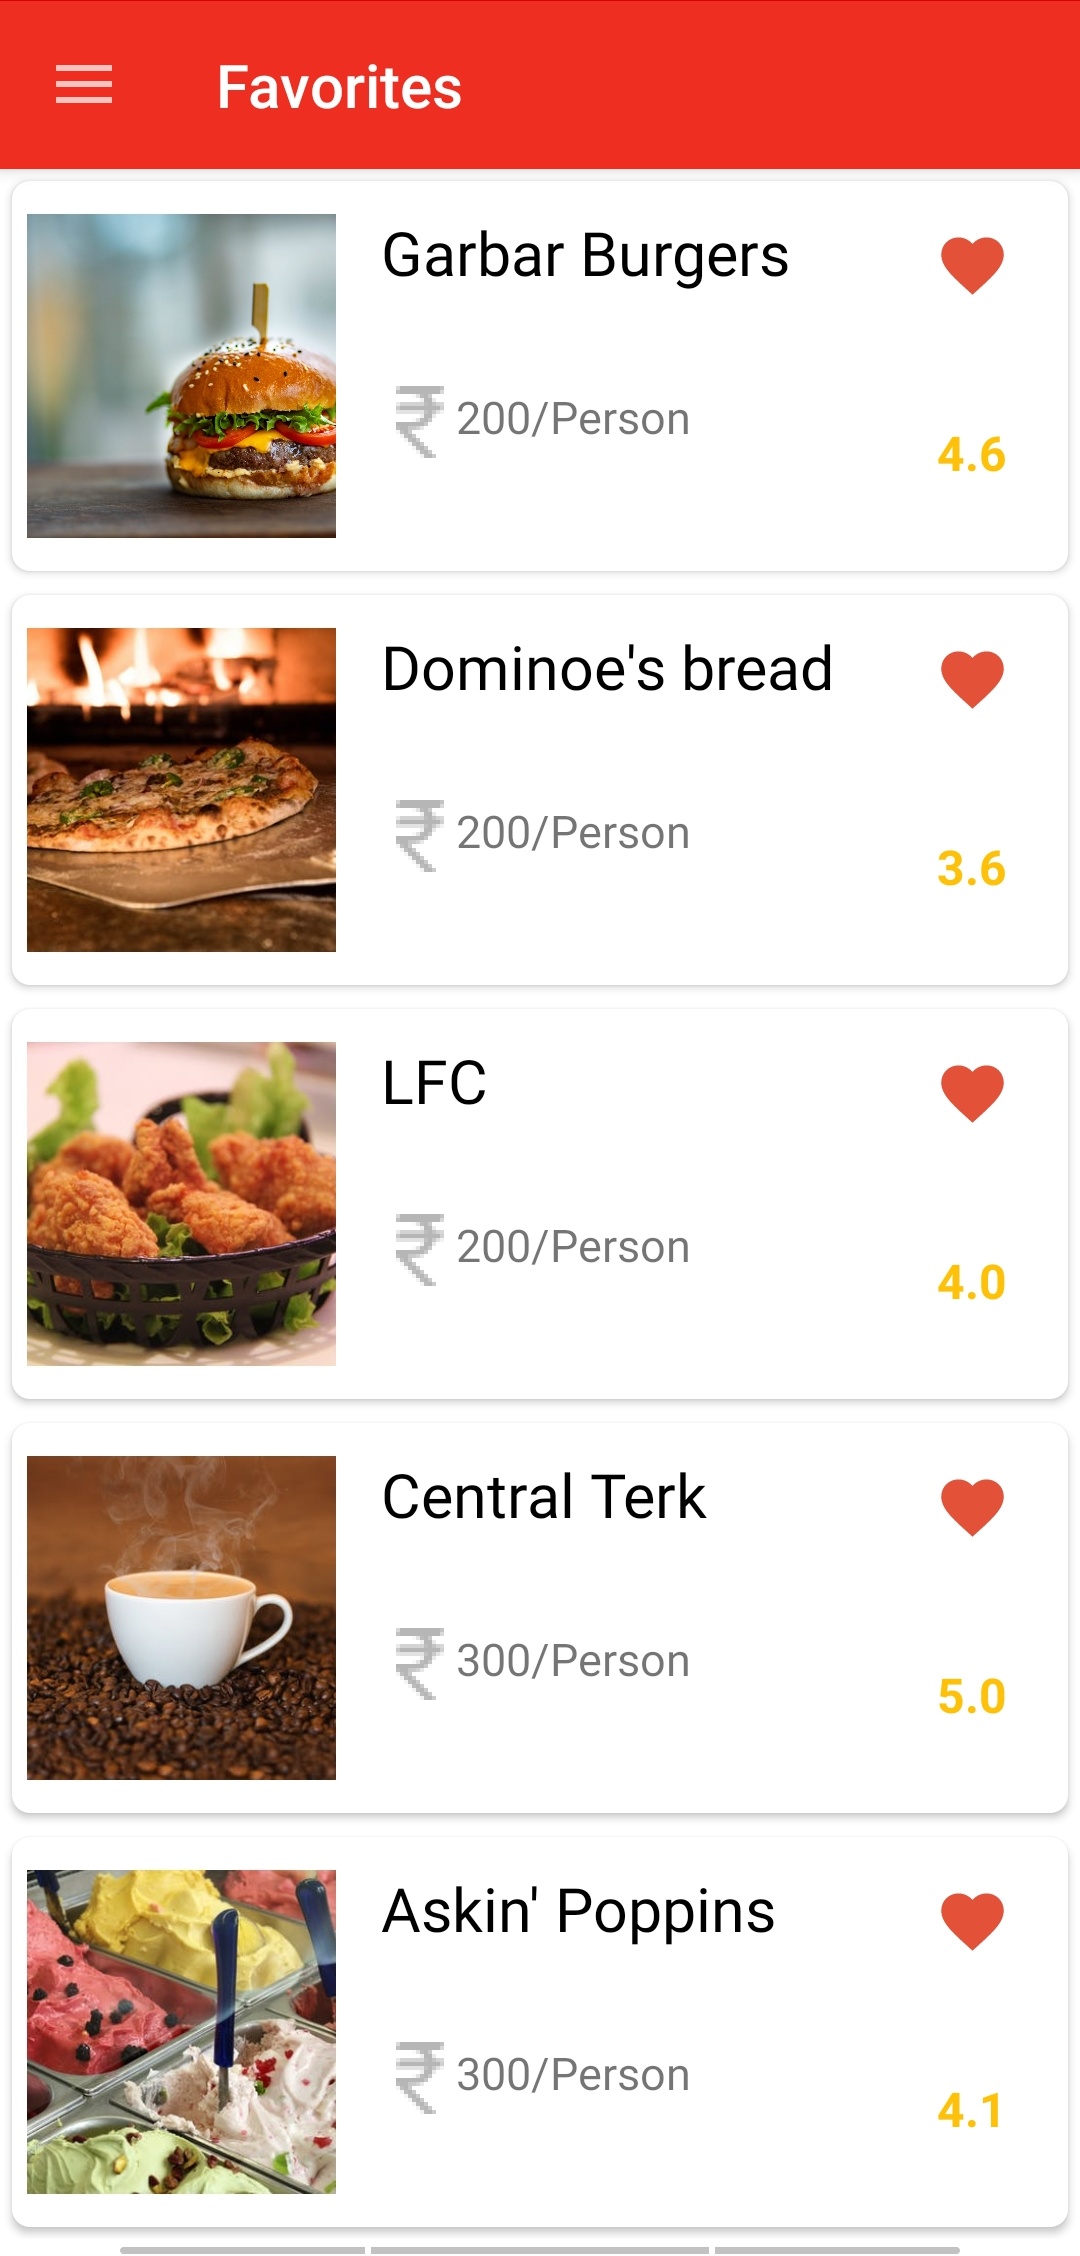 Favorites
Garbar Burgers
₹ 200/Person
4.6
Dominoe's bread
₹ 200/Person
3.6
LFC
₹ 200/Person
4.0
Central Terk
₹ 300/Person
5.0
Askin' Poppins
₹ 300/Person
4.1